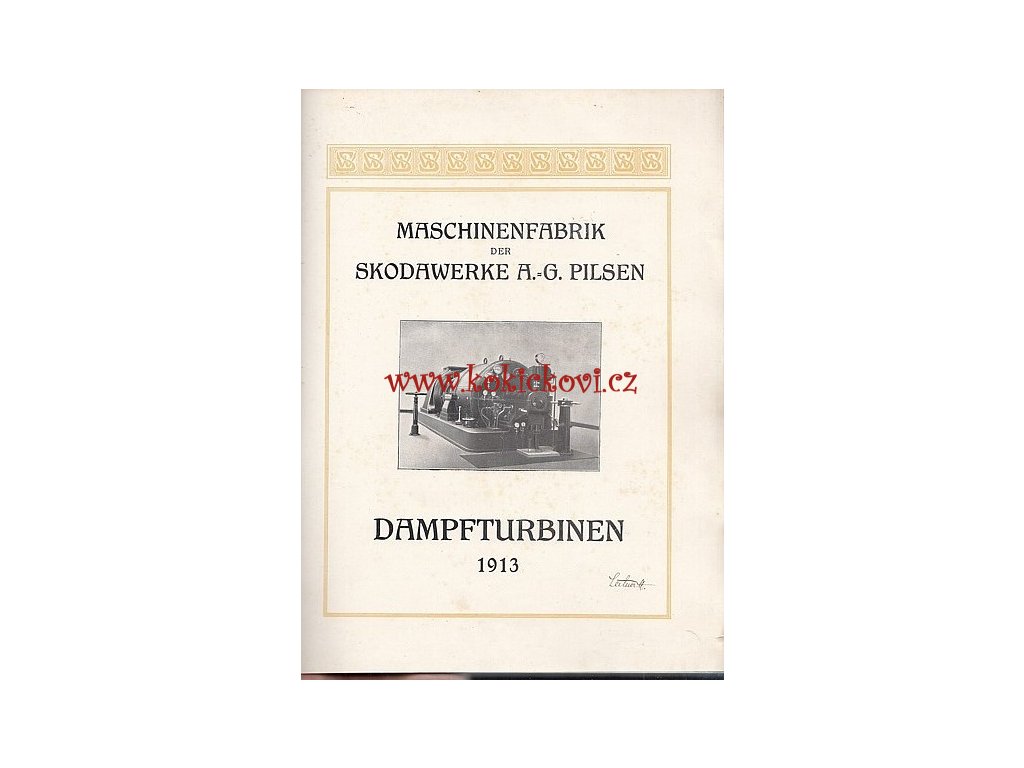 MASCHINENFABRIK
DER
SKODAWERKE A.=G. PILSEN
www.kokickovi.cz
DAMPFTURBINEN
1913